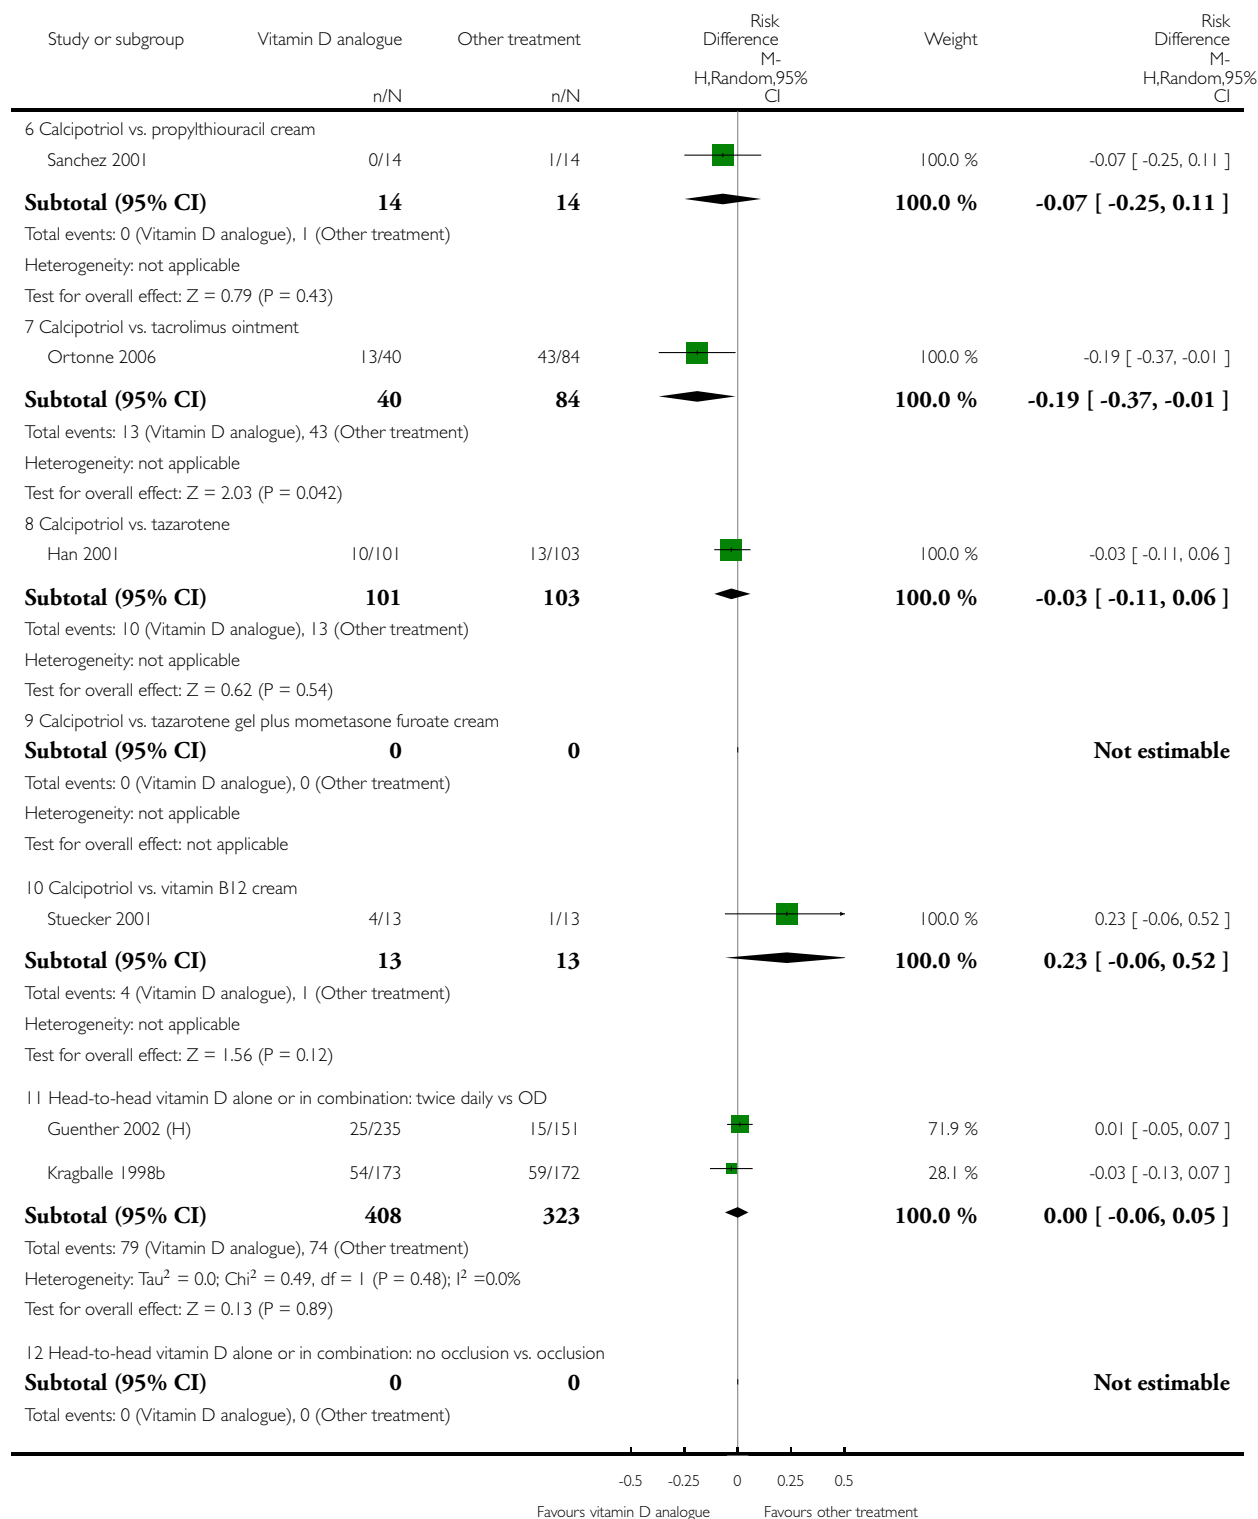 Study or subgroup Vitamin D analogue Other treatment Risk Difference Weight Risk Difference
M-H,Random,95% CI M-H,Random,95% CI
n/N n/N
6 Calcipotriol vs. propylthiouracil cream
Sanchez 2001 0/14 1/14 100.0 % -0.07 [ -0.25, 0.11 ]
Subtotal (95% CI) 14 14 100.0 % -0.07 [ -0.25, 0.11 ]
Total events: 0 (Vitamin D analogue), 1 (Other treatment)
Heterogeneity: not applicable
Test for overall effect: Z = 0.79 (P = 0.43)
7 Calcipotriol vs. tacrolimus ointment
Ortonne 2006 13/40 43/84 100.0 % -0.19 [ -0.37, -0.01 ]
Subtotal (95% CI) 40 84 100.0 % -0.19 [ -0.37, -0.01 ]
Total events: 13 (Vitamin D analogue), 43 (Other treatment)
Heterogeneity: not applicable
Test for overall effect: Z = 2.03 (P = 0.042)
8 Calcipotriol vs. tazarotene
Han 2001 10/101 13/103 100.0 % -0.03 [ -0.11, 0.06 ]
Subtotal (95% CI) 101 103 100.0 % -0.03 [ -0.11, 0.06 ]
Total events: 10 (Vitamin D analogue), 13 (Other treatment)
Heterogeneity: not applicable
Test for overall effect: Z = 0.62 (P = 0.54)
9 Calcipotriol vs. tazarotene gel plus mometasone furoate cream
Subtotal (95% CI) 0 0 Not estimable
Total events: 0 (Vitamin D analogue), 0 (Other treatment)
Heterogeneity: not applicable
Test for overall effect: not applicable
10 Calcipotriol vs. vitamin B12 cream
Stuecker 2001 4/13 1/13 100.0 % 0.23 [ -0.06, 0.52 ]
Subtotal (95% CI) 13 13 100.0 % 0.23 [ -0.06, 0.52 ]
Total events: 4 (Vitamin D analogue), 1 (Other treatment)
Heterogeneity: not applicable
Test for overall effect: Z = 1.56 (P = 0.12)
11 Head-to-head vitamin D alone or in combination: twice daily vs OD
Guenther 2002 (H) 25/235 15/151 71.9 % 0.01 [ -0.05, 0.07 ]
Kragballe 1998b 54/173 59/172 28.1 % -0.03 [ -0.13, 0.07 ]
Subtotal (95% CI) 408 323 100.0 % 0.00 [ -0.06, 0.05 ]
Total events: 79 (Vitamin D analogue), 74 (Other treatment)
Heterogeneity: Tau² = 0.0; Chi² = 0.49, df = 1 (P = 0.48); I² =0.0%
Test for overall effect: Z = 0.13 (P = 0.89)
12 Head-to-head vitamin D alone or in combination: no occlusion vs. occlusion
Subtotal (95% CI) 0 0 Not estimable
Total events: 0 (Vitamin D analogue), 0 (Other treatment)
-0.5 -0.25 0 0.25 0.5
Favours vitamin D analogue Favours other treatment